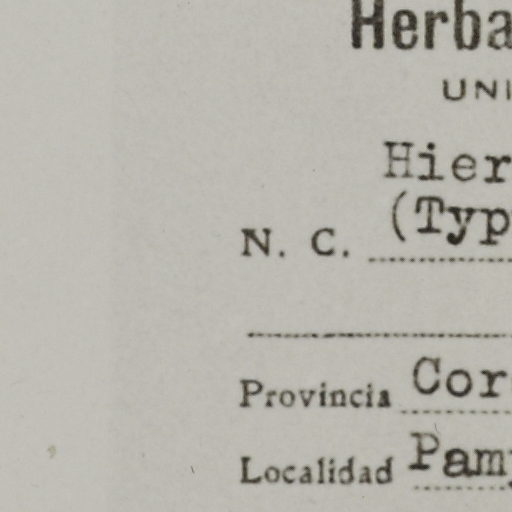 Herba
UNI
Hier
(Typ
N. C.
Provincia Cor
Localidad Pam